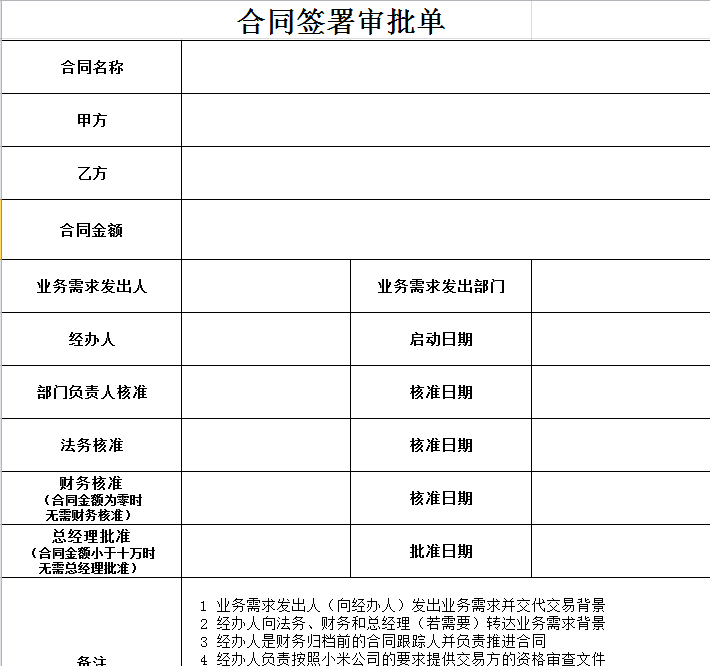 合同签署审批单
合同名称
甲方
乙方
合同金额
业务需求发出人
业务需求发出部门
经办人
启动日期
部门负责人核准
核准日期
法务核准
核准日期
财务核准
（合同金额为零时
无需财务核准）
核准日期
总经理批准
（合同金额小于十万时
无需总经理批准）
批准日期
备注
1 业务需求发出人（向经办人）发出业务需求并交代交易背景
2 经办人向法务、财务和总经理（若需要）转达业务需求背景
3 经办人是财务归档前的合同跟踪人并负责推进合同
4 经办人负责按照小米公司的要求提供交易方的资格审查文件